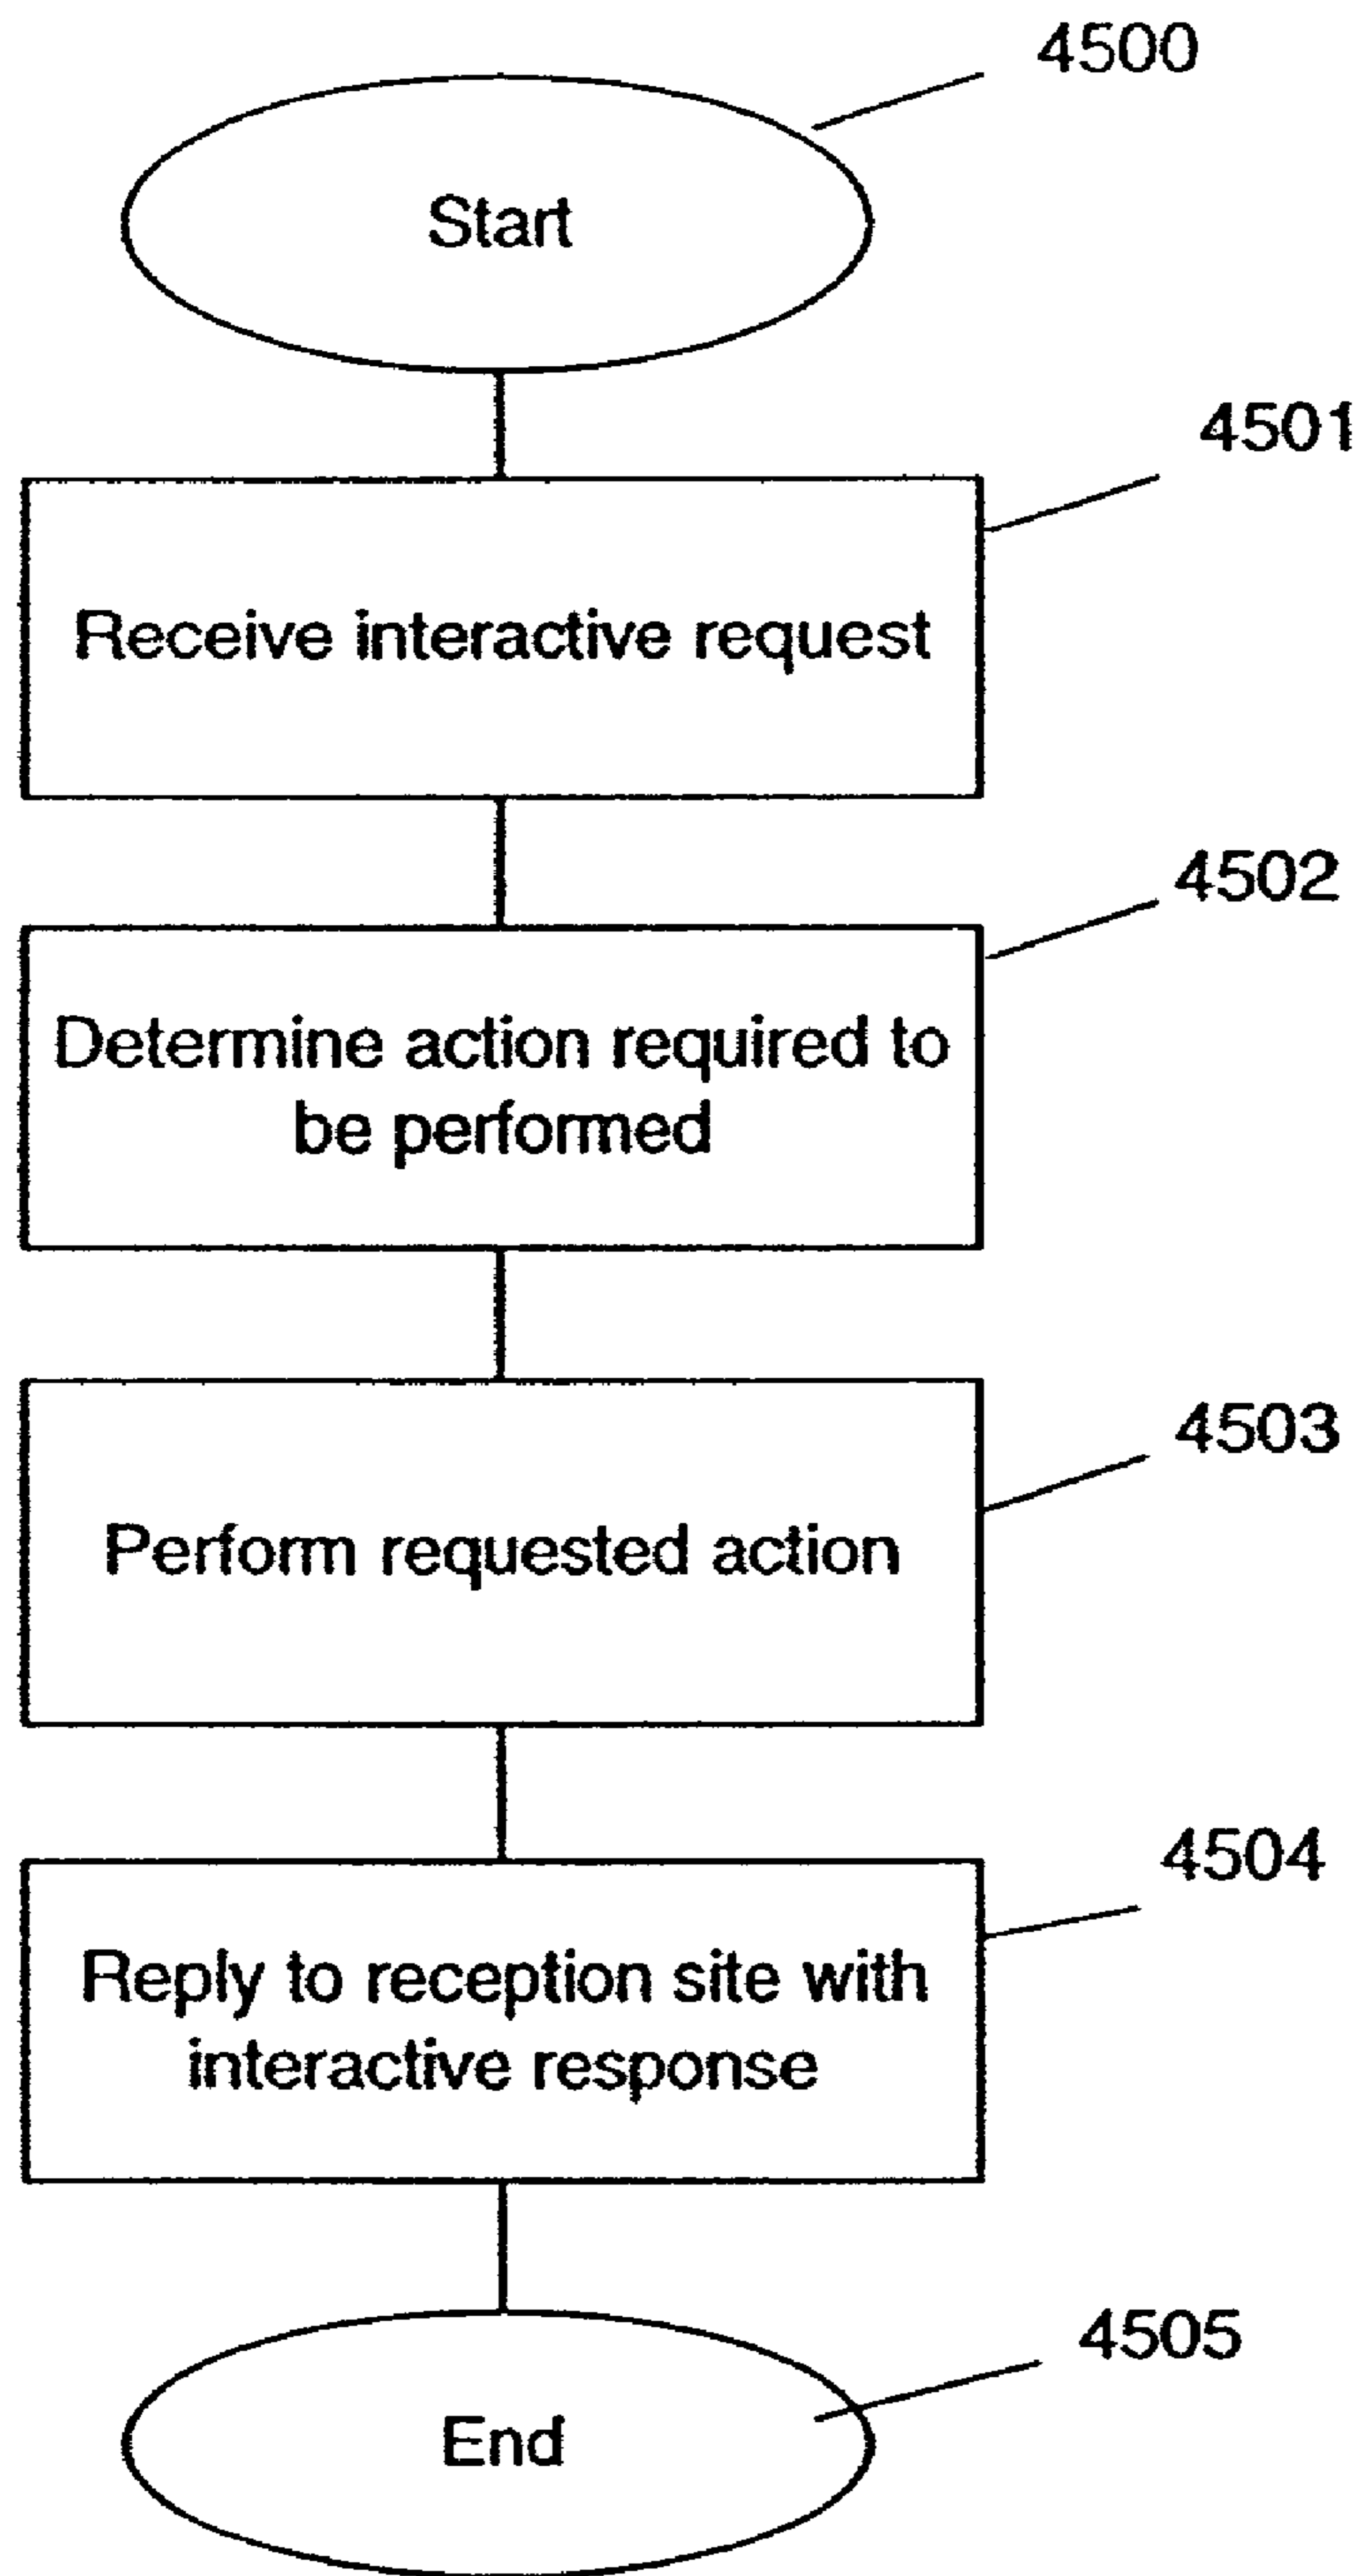 4500
Start
4501
Receive interactive request
4502
Determine action required to
be performed
4503
Perform requested action
4504
Reply to reception site with
interactive response
4505
End